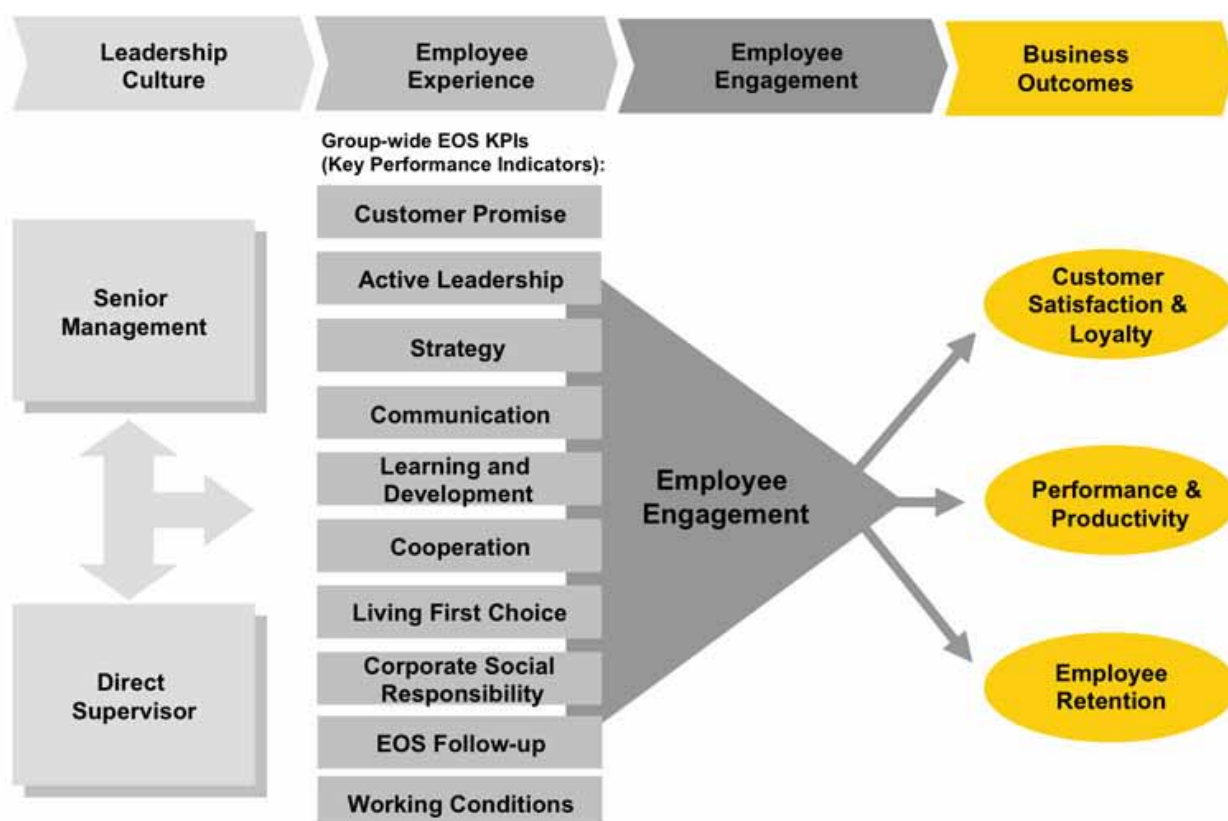 Leadership
Culture
Employee
Experience
Employee
Engagement
Business
Outcomes
Group-wide EOS KPIs
(Key Performance Indicators):
Customer Promise
Active Leadership
Strategy
Communication
Learning and
Development
Cooperation
Living First Choice
Corporate Social
Responsibility
EOS Follow-up
Working Conditions
Senior
Management
Direct
Supervisor
Employee
Engagement
Customer
Satisfaction &
Loyalty
Performance &
Productivity
Employee
Retention